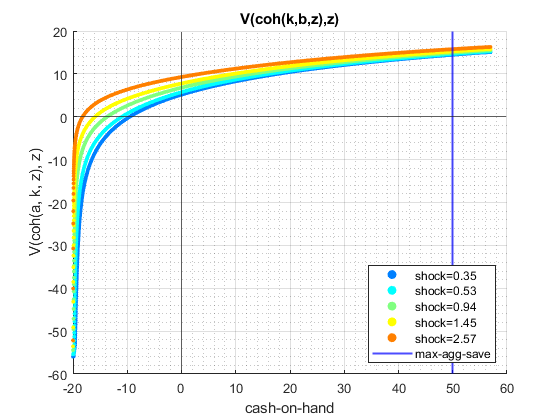 V(coh(k,b,z),z)
20
10
0
-10
-20
-30
-40
-50
-60
V(coh(a, k, z), z)
shock=0.35
shock=0.53
shock=0.94
shock=1.45
shock=2.57
max-agg-save
-20
-10
0
10
20
30
40
50
60
cash-on-hand